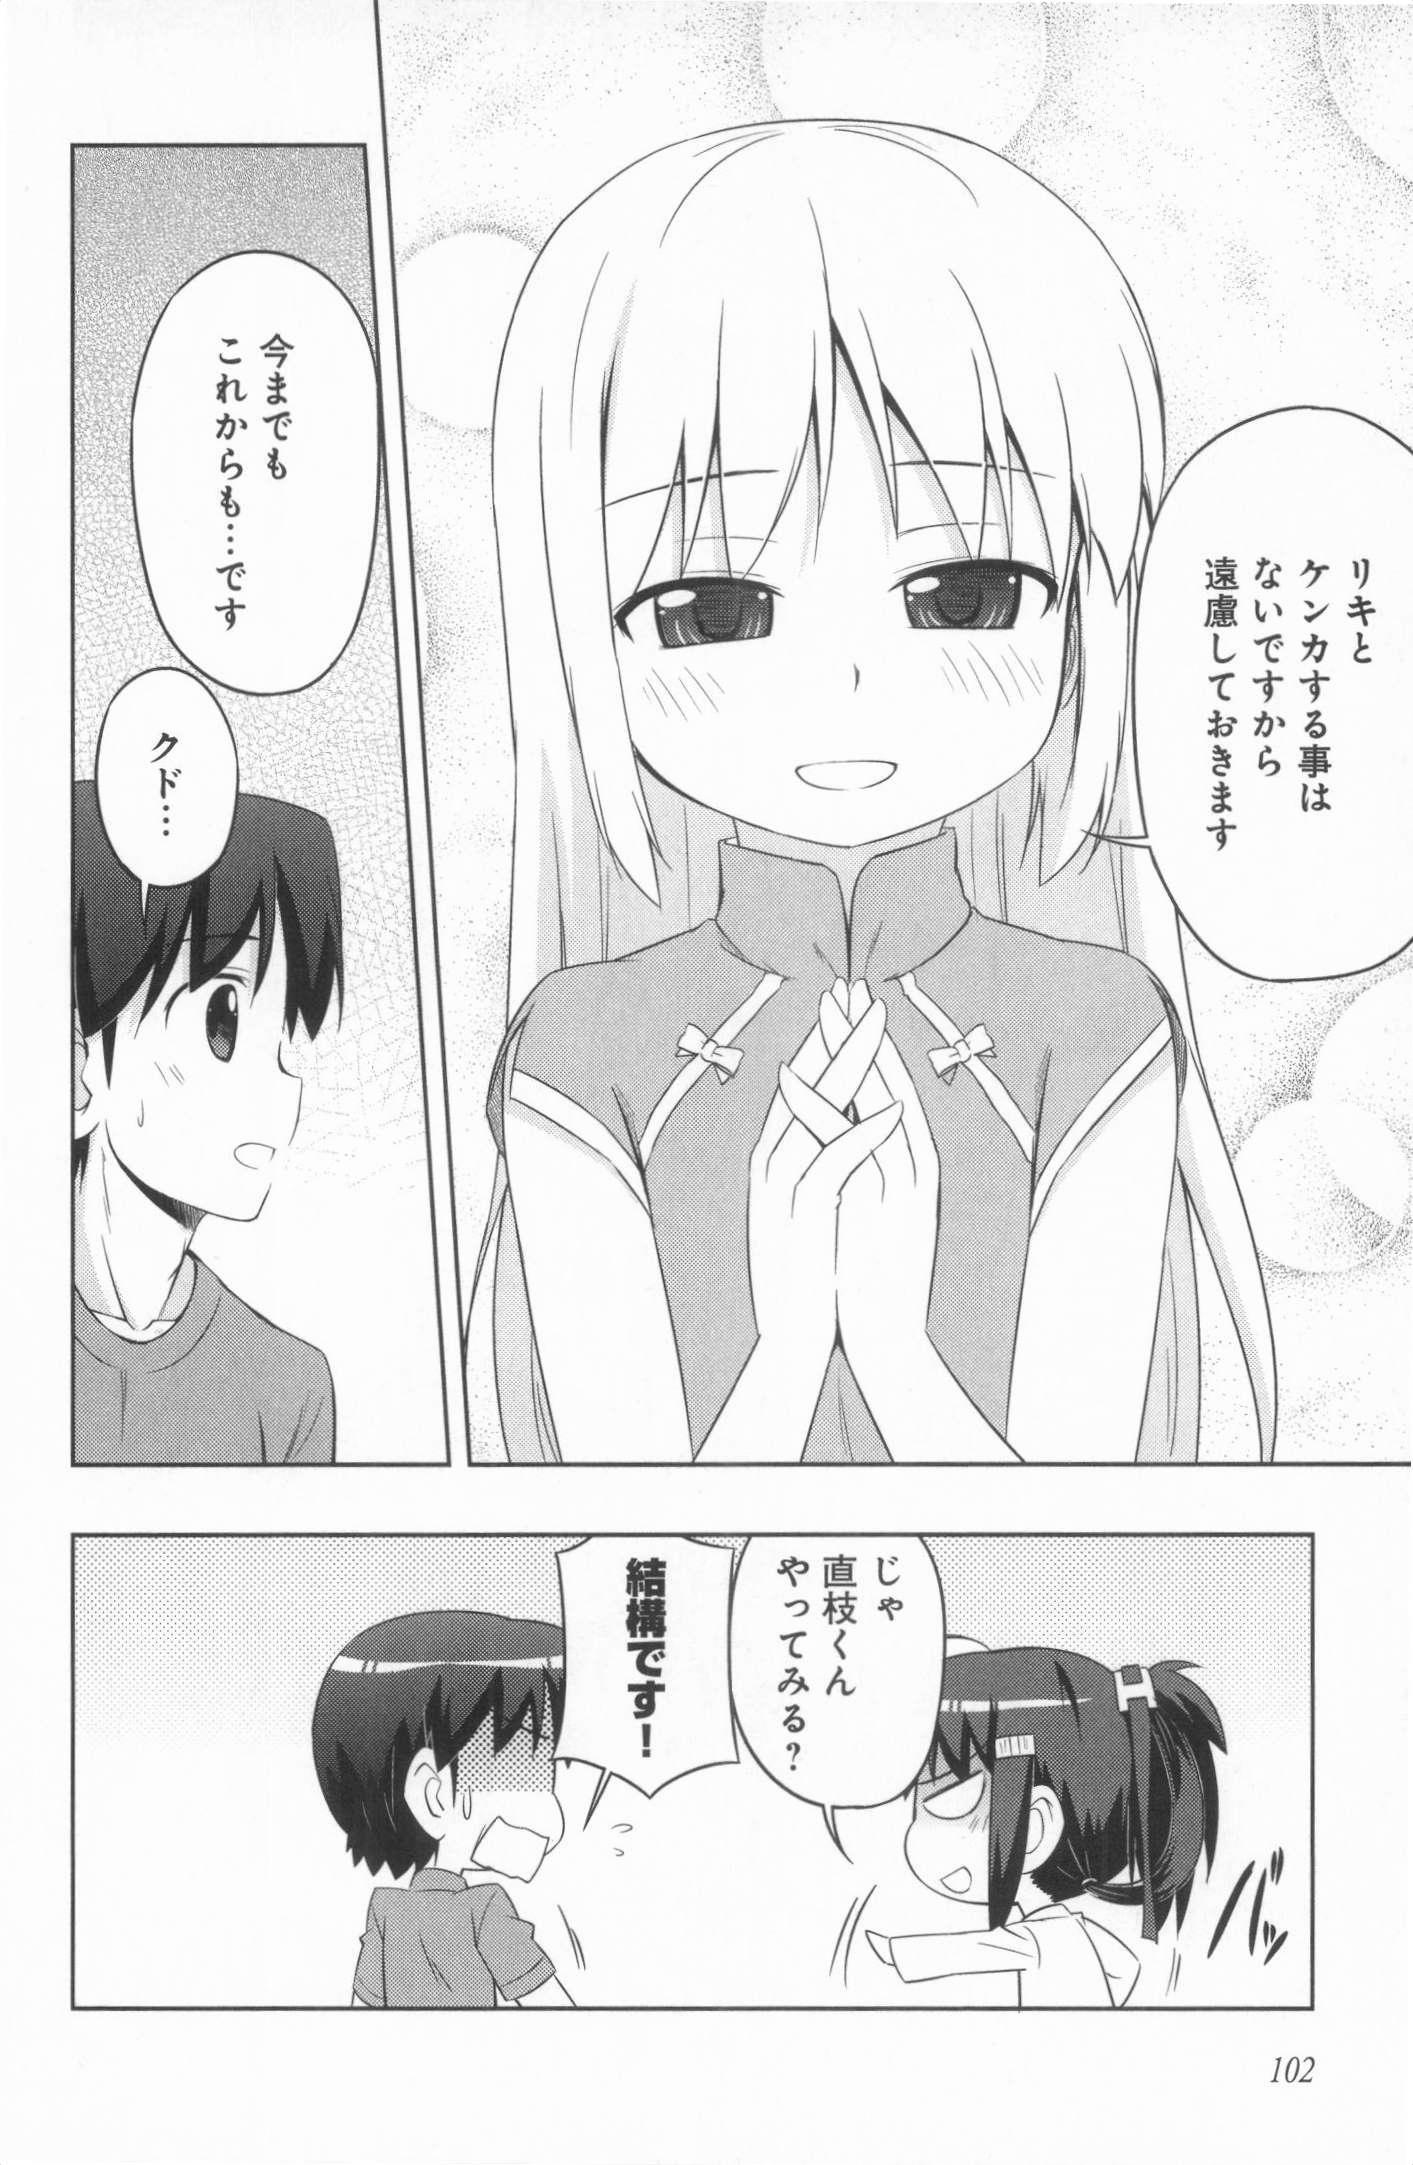 リキと
ケンカする事は
ないですから
遠慮しておきます
今までも
これからも…です
クド…
じゃ
直枝くん
やってみる？
結構です！
バッ
102